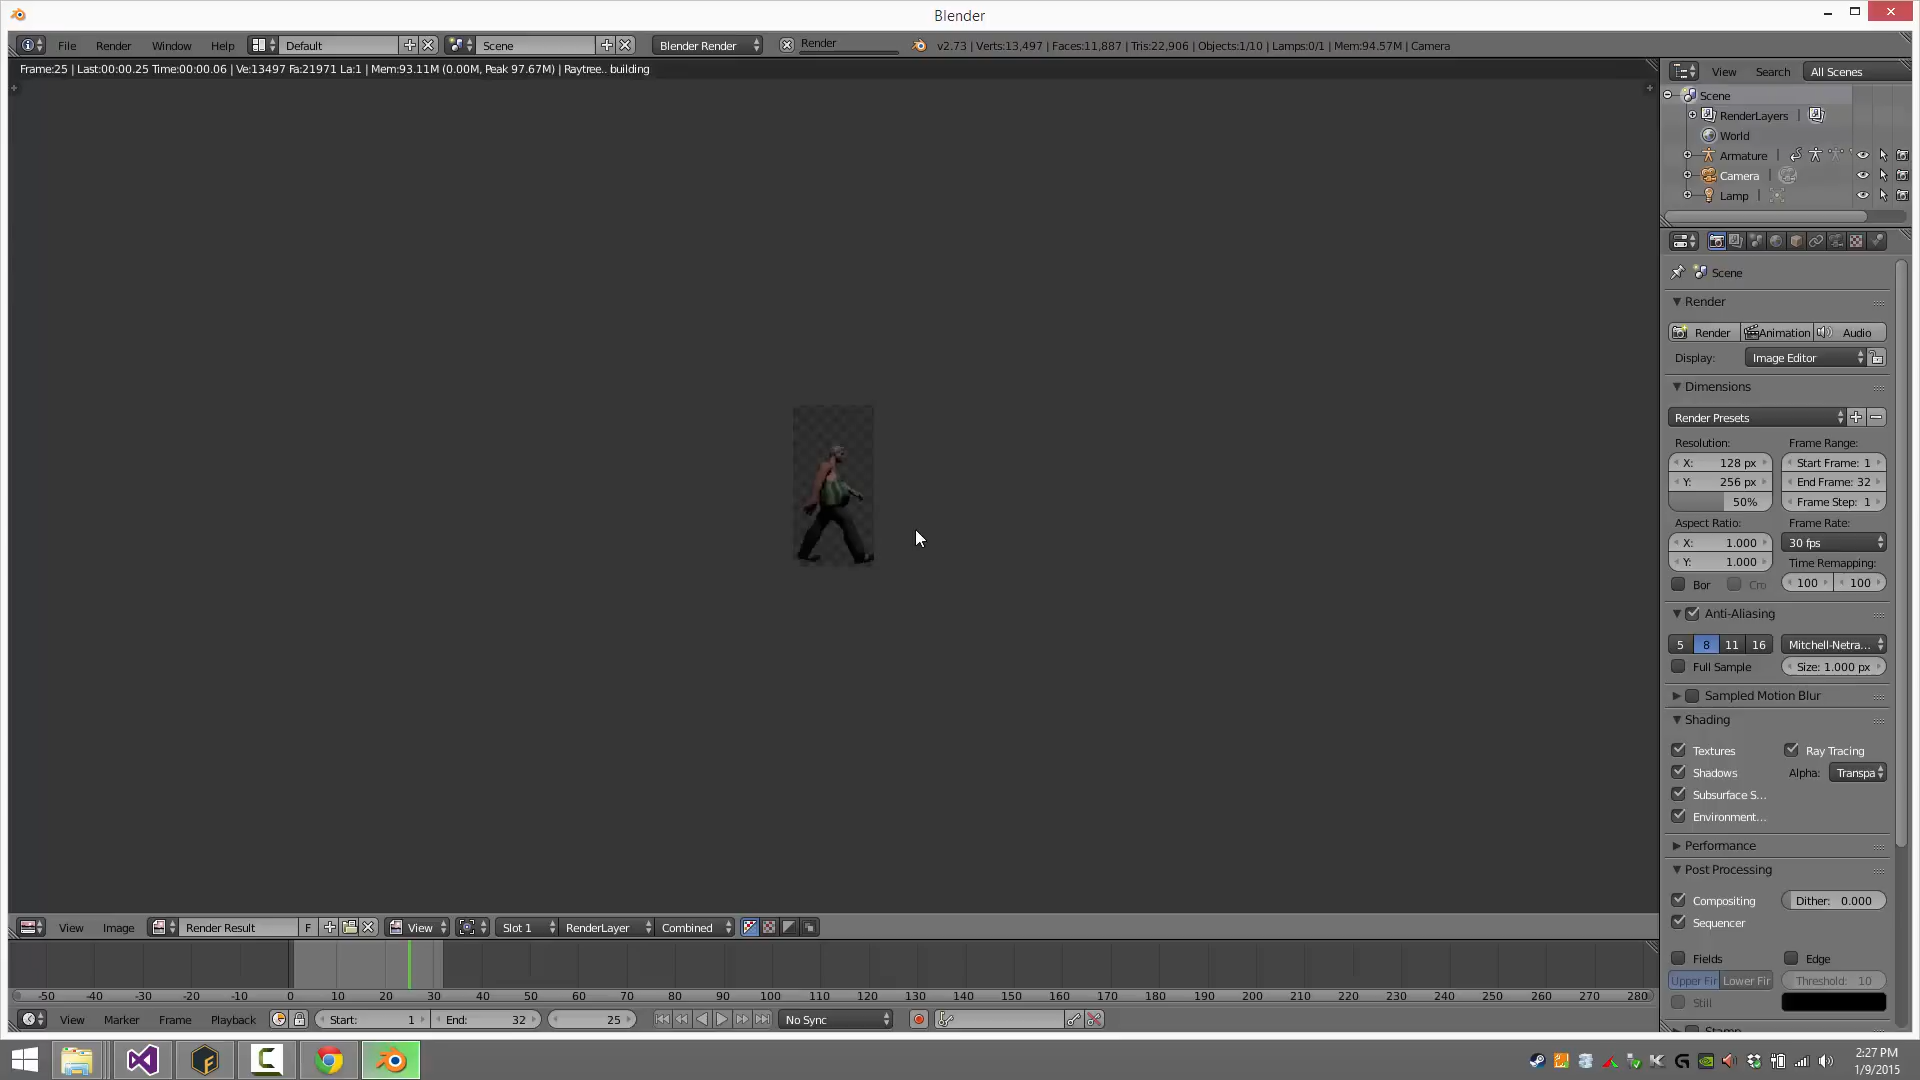 Blender
File Render Window Help Default Scene Blender Render Render v2.73 | Verts:13,497 | Faces:11,887 | Tris:22,906 | Objects:1/10 | Lamps:0/1 | Mem:94.57M | Camera
Frame:25 | Last:00:00.25 Time:00:00.06 | Ve:13497 Fa:21971 La:1 | Mem:93.11M (0.00M, Peak 97.67M) | Raytree.. building
View Search All Scenes
Scene
RenderLayers
World
Armature
Camera
Lamp
Scene
Render
Render Animation Audio
Display: Image Editor
Dimensions
Render Presets
Resolution: Frame Range:
X: 128 px Start Frame: 1
Y: 256 px End Frame: 32
50% Frame Step: 1
Aspect Ratio: Frame Rate:
X: 1.000 30 fps
Y: 1.000 Time Remapping:
Bor Cro 100 100
Anti-Aliasing
5 8 11 16 Mitchell-Netra...
Full Sample Size: 1.000 px
Sampled Motion Blur
Shading
Textures Ray Tracing
Shadows Alpha: Transpa
Subsurface S...
Environment...
Performance
Post Processing
Compositing Dither: 0.000
Sequencer
Fields Edge
Upper Fir Lower Fir Threshold: 10
Still
Stamp
View Image Render Result F View Slot 1 RenderLayer Combined
-50 -40 -30 -20 -10 0 10 20 30 40 50 60 70 80 90 100 110 120 130 140 150 160 170 180 190 200 210 220 230 240 250 260 270 280
View Marker Frame Playback Start: 1 End: 32 25 No Sync
2:27 PM
1/9/2015